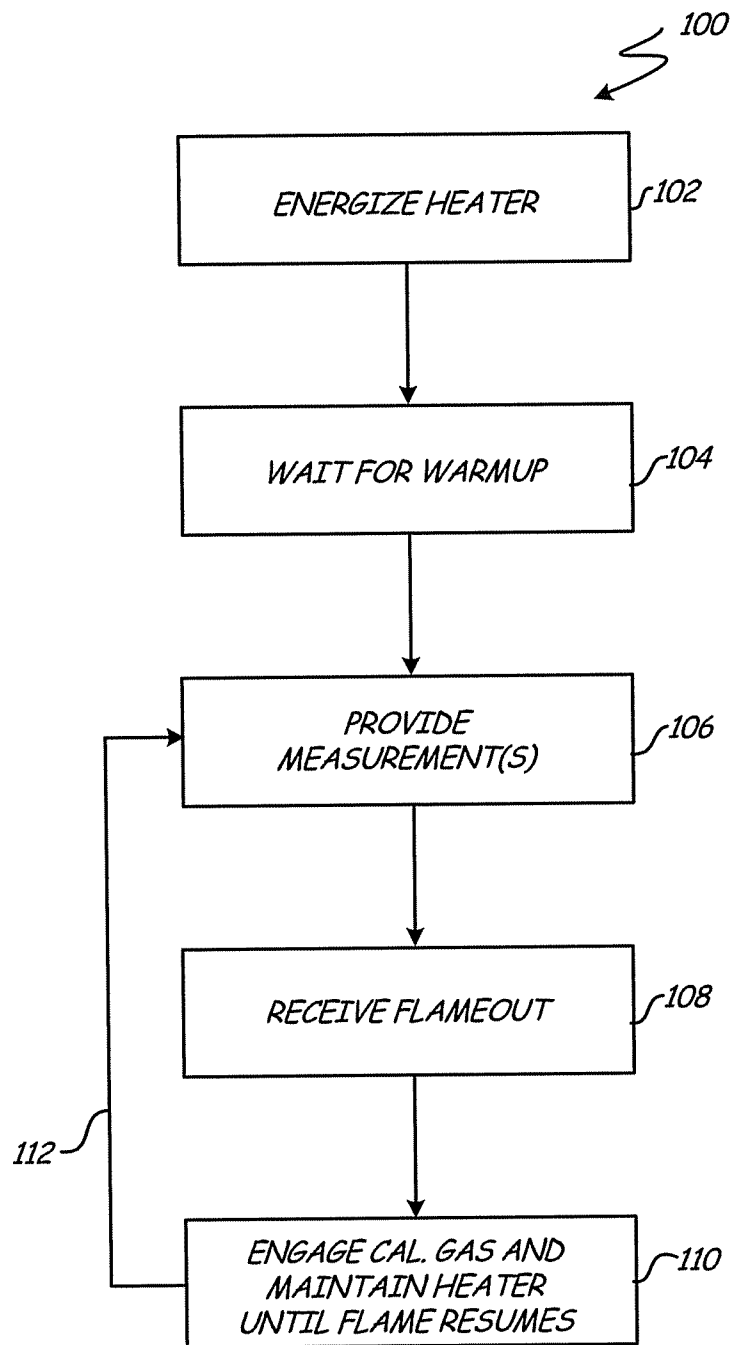 100
ENERGIZE HEATER
102
WAIT FOR WARMUP
104
PROVIDE
MEASUREMENT(S)
106
RECEIVE FLAMEOUT
108
112
ENGAGE CAL. GAS AND
MAINTAIN HEATER
UNTIL FLAME RESUMES
110